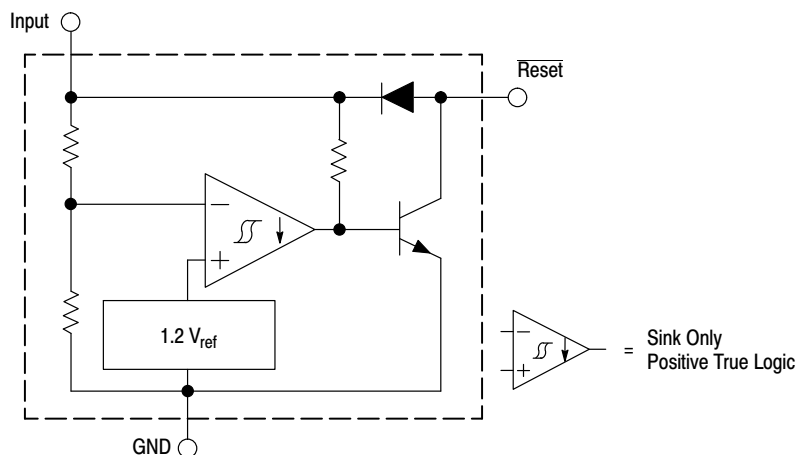 Input
Reset
−
+
1.2 Vref
−
+
= Sink Only
Positive True Logic
GND